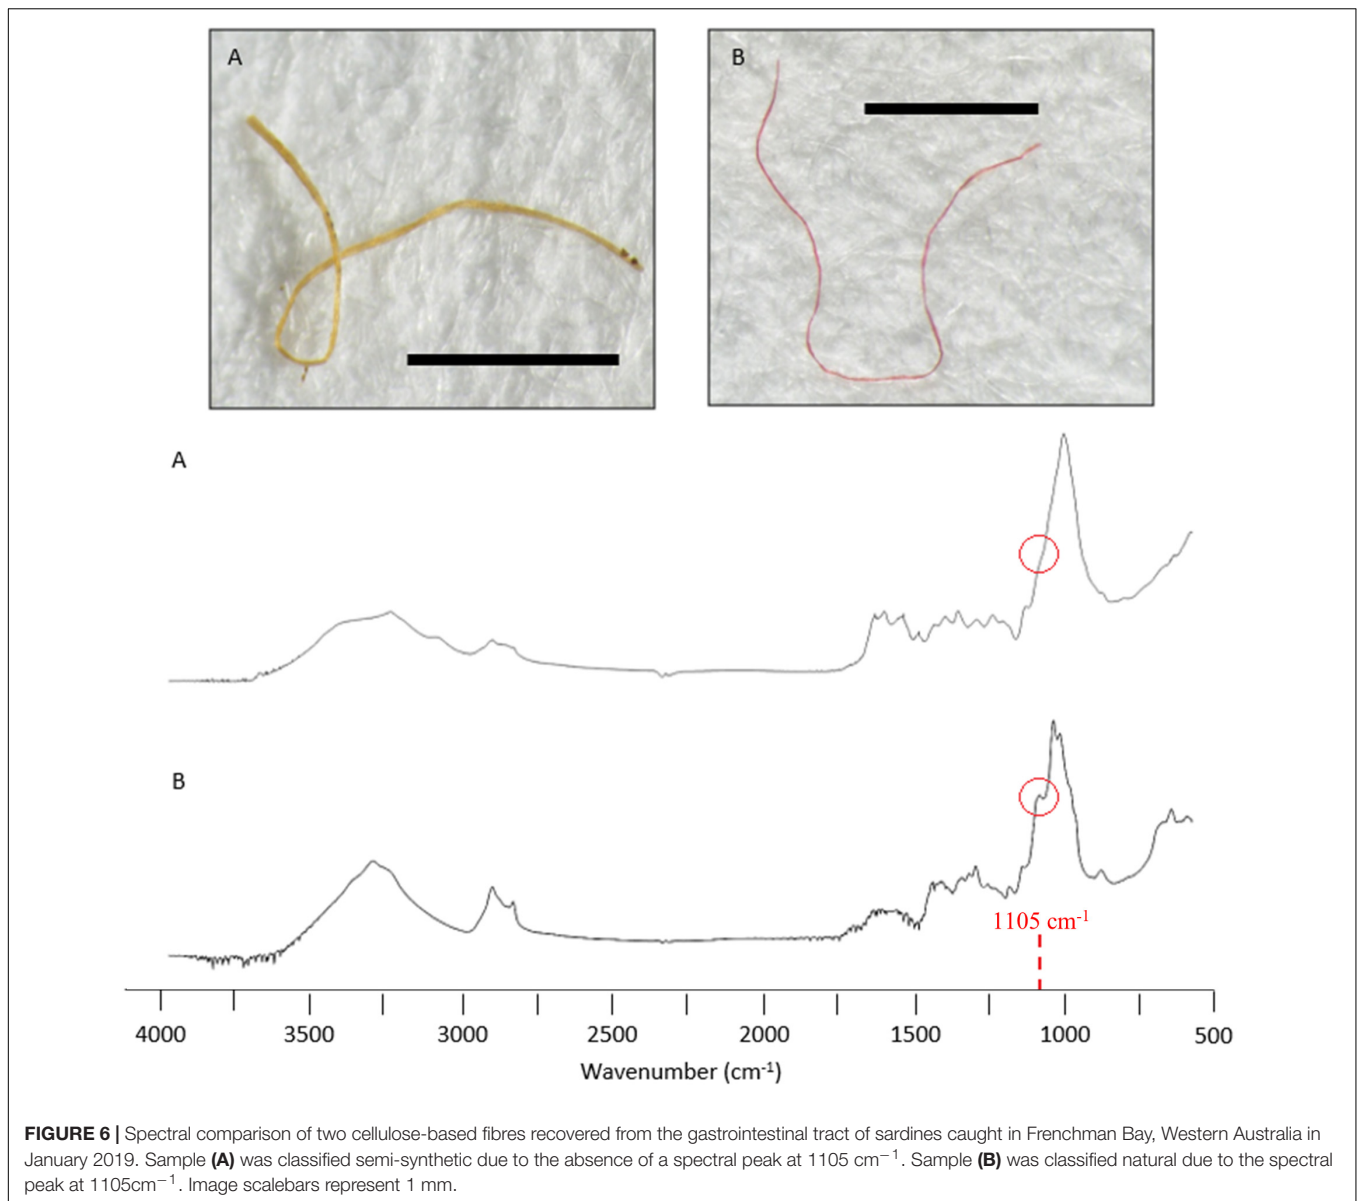 A
B
A
B
1105 cm⁻¹
4000 3500 3000 2500 2000 1500 1000 500
Wavenumber (cm⁻¹)
FIGURE 6 | Spectral comparison of two cellulose-based fibres recovered from the gastrointestinal tract of sardines caught in Frenchman Bay, Western Australia in
January 2019. Sample (A) was classified semi-synthetic due to the absence of a spectral peak at 1105 cm⁻¹. Sample (B) was classified natural due to the spectral
peak at 1105cm⁻¹. Image scalebars represent 1 mm.